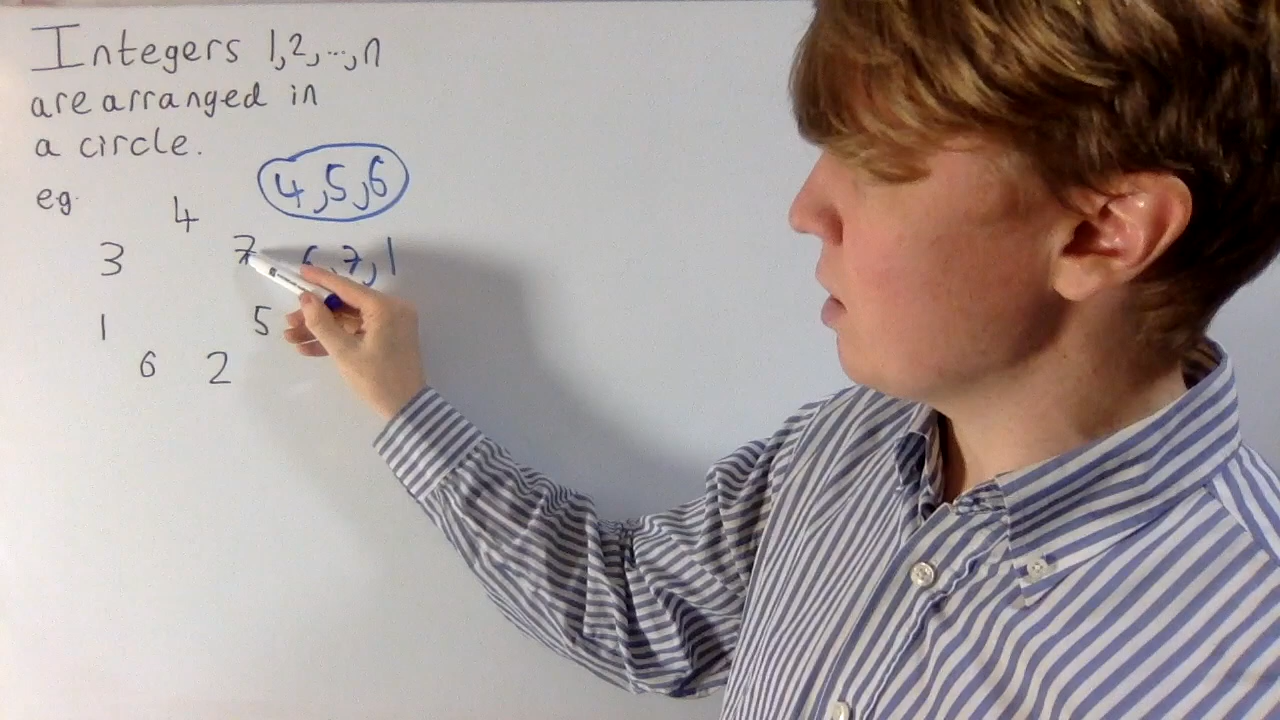 Integers 1,2,...,n
are arranged in
a circle.
4,5,6
eg.
4
3 7 6,7,1
1 5
6 2